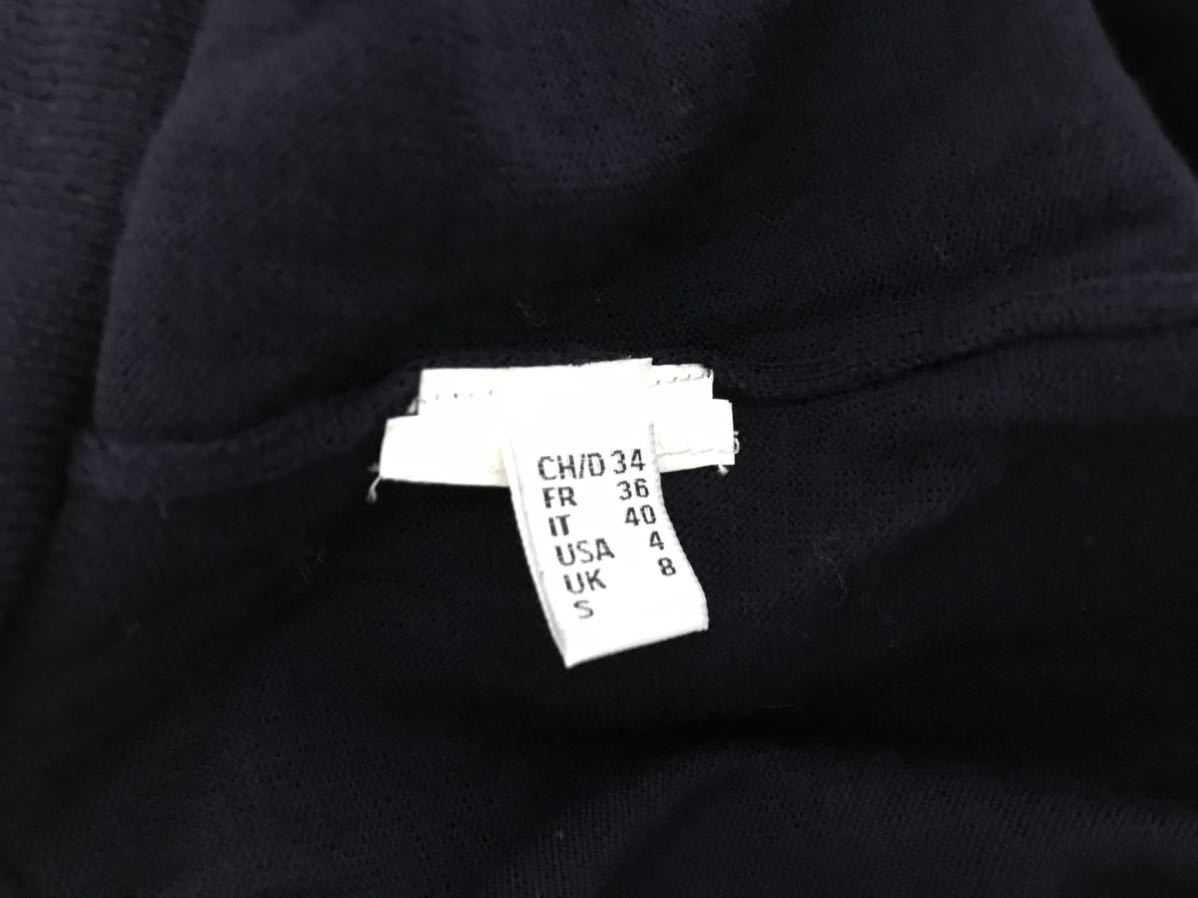 CH/D 34
FR 36
IT 40
USA 4
UK 8
S